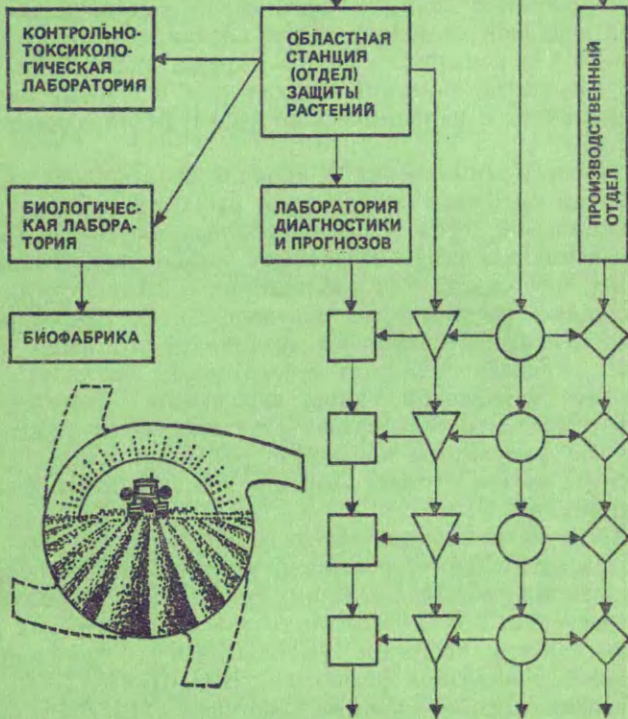 КОНТРОЛЬНО-
ТОКСИКОЛО-
ГИЧЕСКАЯ
ЛАБОРАТОРИЯ
ОБЛАСТНАЯ
СТАНЦИЯ
(ОТДЕЛ)
ЗАЩИТЫ
РАСТЕНИЙ
ПРОИЗВОДСТВЕННЫЙ
ОТДЕЛ
БИОЛОГИЧЕС-
КАЯ ЛАБОРА-
ТОРИЯ
ЛАБОРАТОРИЯ
ДИАГНОСТИКИ
И ПРОГНОЗОВ
БИОФАБРИКА